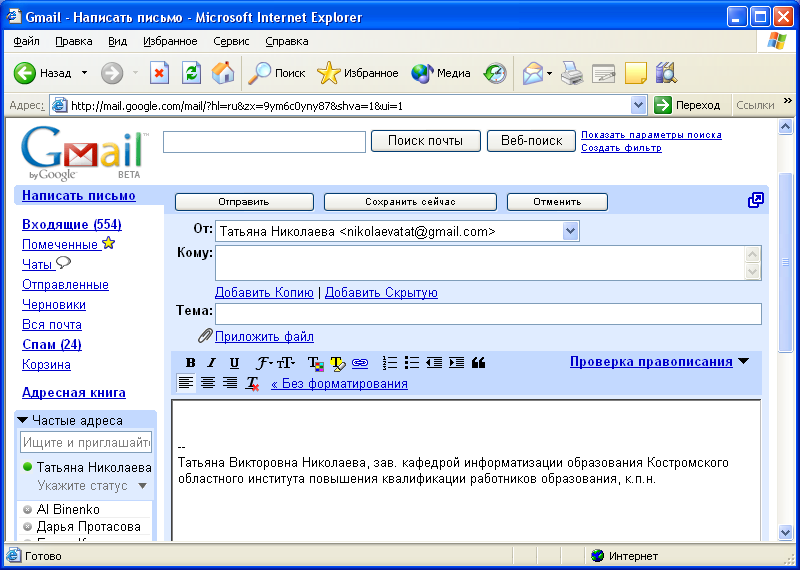 Gmail - Написать письмо - Microsoft Internet Explorer
Файл Правка Вид Избранное Сервис Справка
Назад Поиск Избранное Медиа
Адрес: http://mail.google.com/mail/?hl=ru&zx=9ym6c0yny87&shva=1&ui=1 Переход Ссылки »
Gmail™
by Google BETA
Поиск почты Веб-поиск Показать параметры поиска
Создать фильтр
Написать письмо
Отправить Сохранить сейчас Отменить
Входящие (554)
Помеченные
Чаты
Отправленные
Черновики
Вся почта
Спам (24)
Корзина
Адресная книга
Частые адреса
Ищите и приглашайте
Татьяна Николаева
Укажите статус
Al Binenko
Дарья Протасова
От: Татьяна Николаева <nikolaevatat@gmail.com>
Кому:
Добавить Копию | Добавить Скрытую
Тема:
Приложить файл
B I U Проверка правописания
« Без форматирования
--
Татьяна Викторовна Николаева, зав. кафедрой информатизации образования Костромского
областного института повышения квалификации работников образования, к.п.н.
Готово Интернет